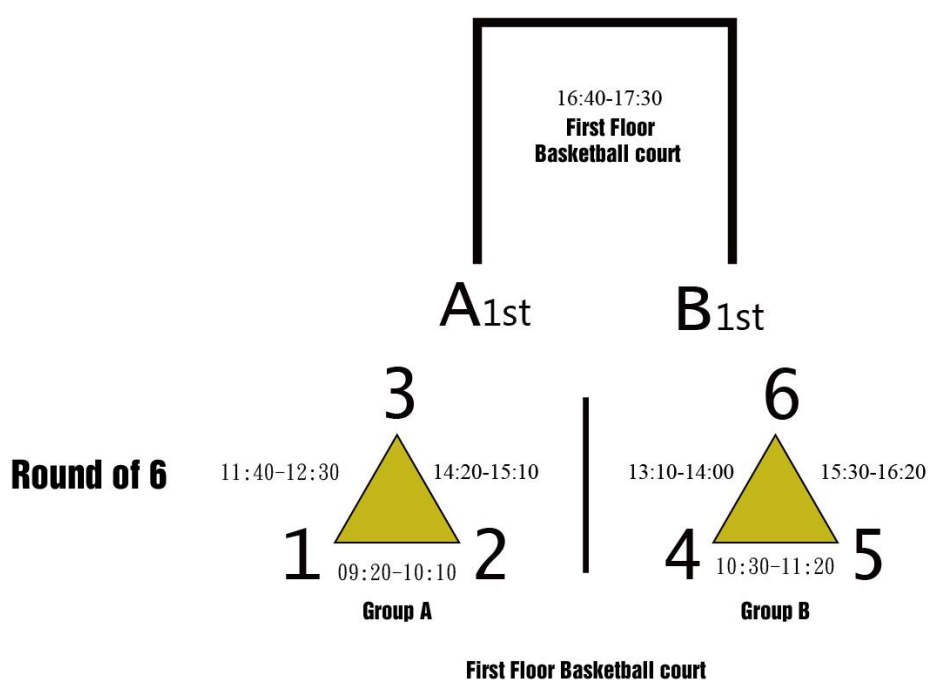 16:40-17:30
First Floor
Basketball court
A1st
B1st
3
6
Round of 6
11:40-12:30
14:20-15:10
13:10-14:00
15:30-16:20
1
09:20-10:10
2
4
10:30-11:20
5
Group A
Group B
First Floor Basketball court